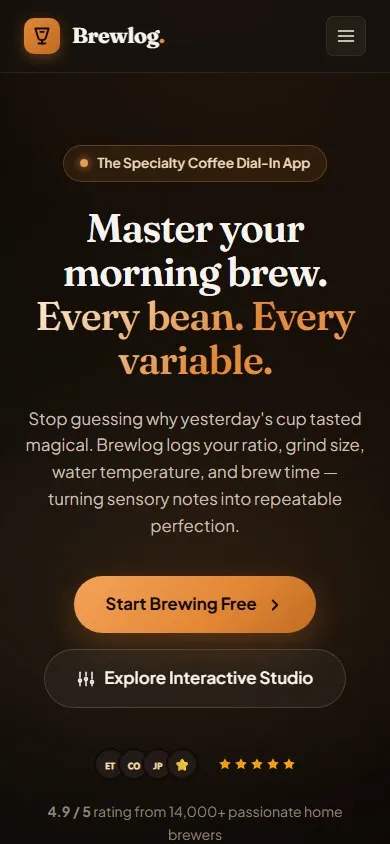 Brewlog.
The Specialty Coffee Dial-In App
Master your
morning brew.
Every bean. Every
variable.
Stop guessing why yesterday's cup tasted
magical. Brewlog logs your ratio, grind size,
water temperature, and brew time —
turning sensory notes into repeatable
perfection.
Start Brewing Free
Explore Interactive Studio
ET CO JP
4.9 / 5 rating from 14,000+ passionate home
brewers